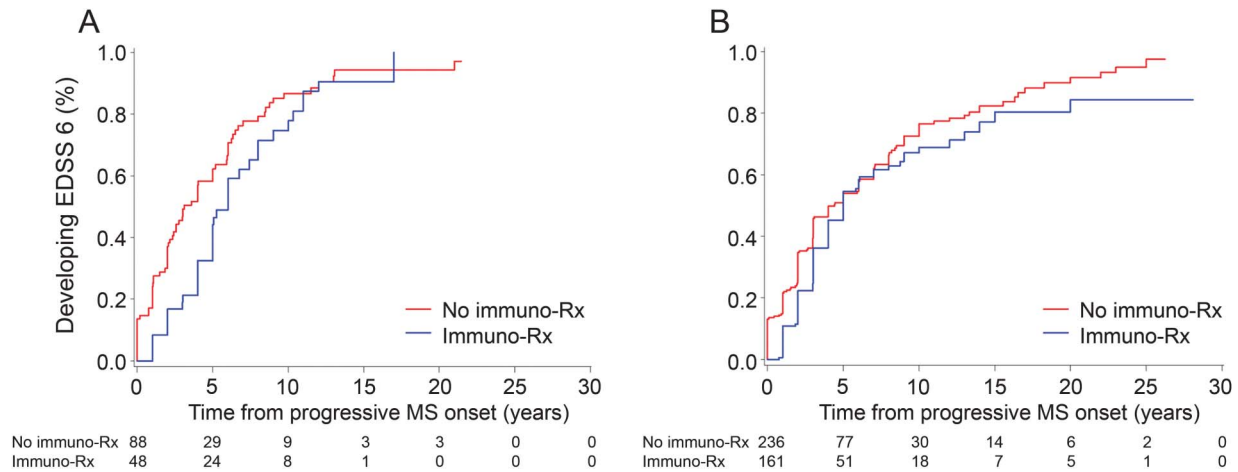 A
Developing EDSS 6 (%)
1.0
0.8
0.6
0.4
0.2
0.0
No immuno-Rx
Immuno-Rx
0 5 10 15 20 25 30
Time from progressive MS onset (years)
No immuno-Rx 88 29 9 3 3 0 0
Immuno-Rx 48 24 8 1 0 0 0
B
1.0
0.8
0.6
0.4
0.2
0.0
No immuno-Rx
Immuno-Rx
0 5 10 15 20 25 30
Time from progressive MS onset (years)
No immuno-Rx 236 77 30 14 6 2 0
Immuno-Rx 161 51 18 7 5 1 0